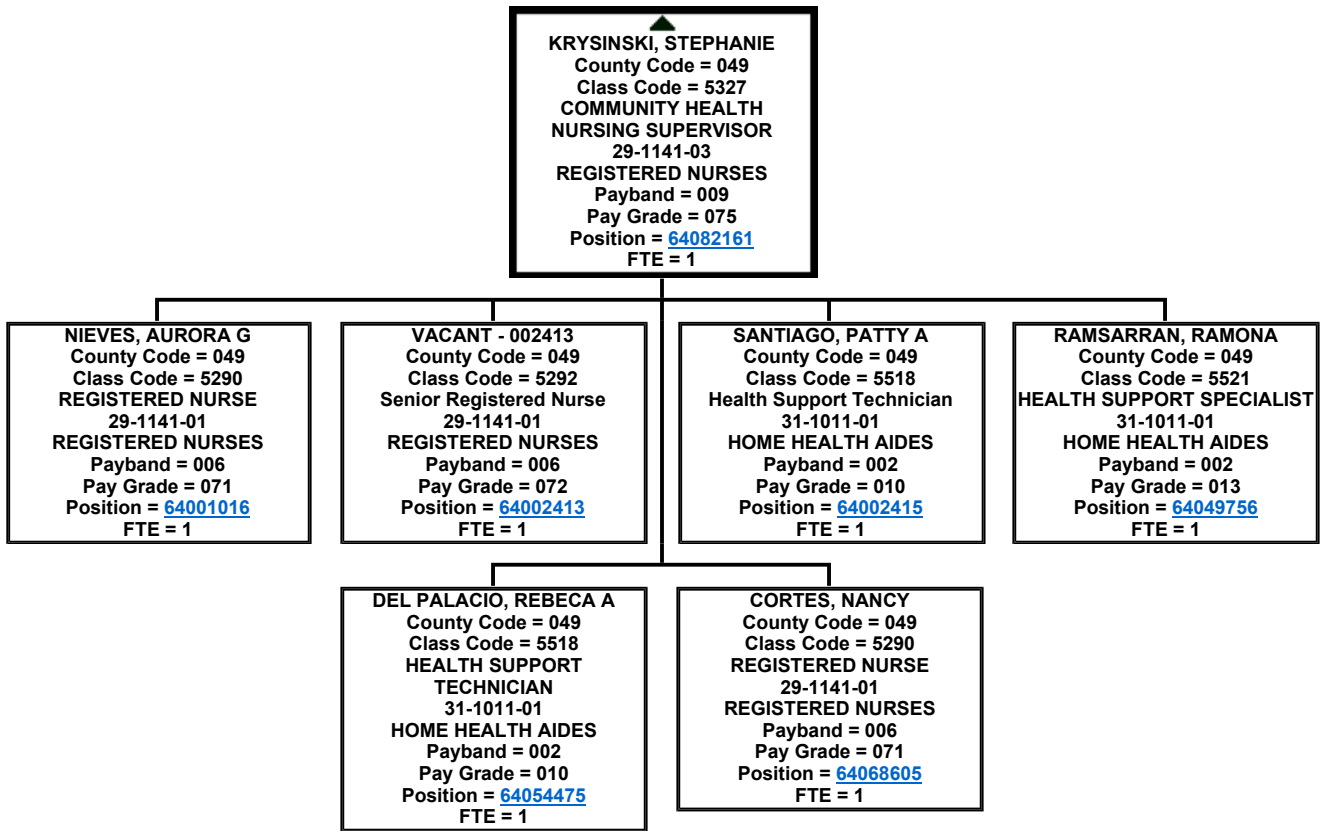 KRYSINSKI, STEPHANIE
County Code = 049
Class Code = 5327
COMMUNITY HEALTH
NURSING SUPERVISOR
29-1141-03
REGISTERED NURSES
Payband = 009
Pay Grade = 075
Position = 64082161
FTE = 1
NIEVES, AURORA G
County Code = 049
Class Code = 5290
REGISTERED NURSE
29-1141-01
REGISTERED NURSES
Payband = 006
Pay Grade = 071
Position = 64001016
FTE = 1
VACANT - 002413
County Code = 049
Class Code = 5292
Senior Registered Nurse
29-1141-01
REGISTERED NURSES
Payband = 006
Pay Grade = 072
Position = 64002413
FTE = 1
SANTIAGO, PATTY A
County Code = 049
Class Code = 5518
Health Support Technician
31-1011-01
HOME HEALTH AIDES
Payband = 002
Pay Grade = 010
Position = 64002415
FTE = 1
RAMSARRAN, RAMONA
County Code = 049
Class Code = 5521
HEALTH SUPPORT SPECIALIST
31-1011-01
HOME HEALTH AIDES
Payband = 002
Pay Grade = 013
Position = 64049756
FTE = 1
DEL PALACIO, REBECA A
County Code = 049
Class Code = 5518
HEALTH SUPPORT
TECHNICIAN
31-1011-01
HOME HEALTH AIDES
Payband = 002
Pay Grade = 010
Position = 64054475
FTE = 1
CORTES, NANCY
County Code = 049
Class Code = 5290
REGISTERED NURSE
29-1141-01
REGISTERED NURSES
Payband = 006
Pay Grade = 071
Position = 64068605
FTE = 1